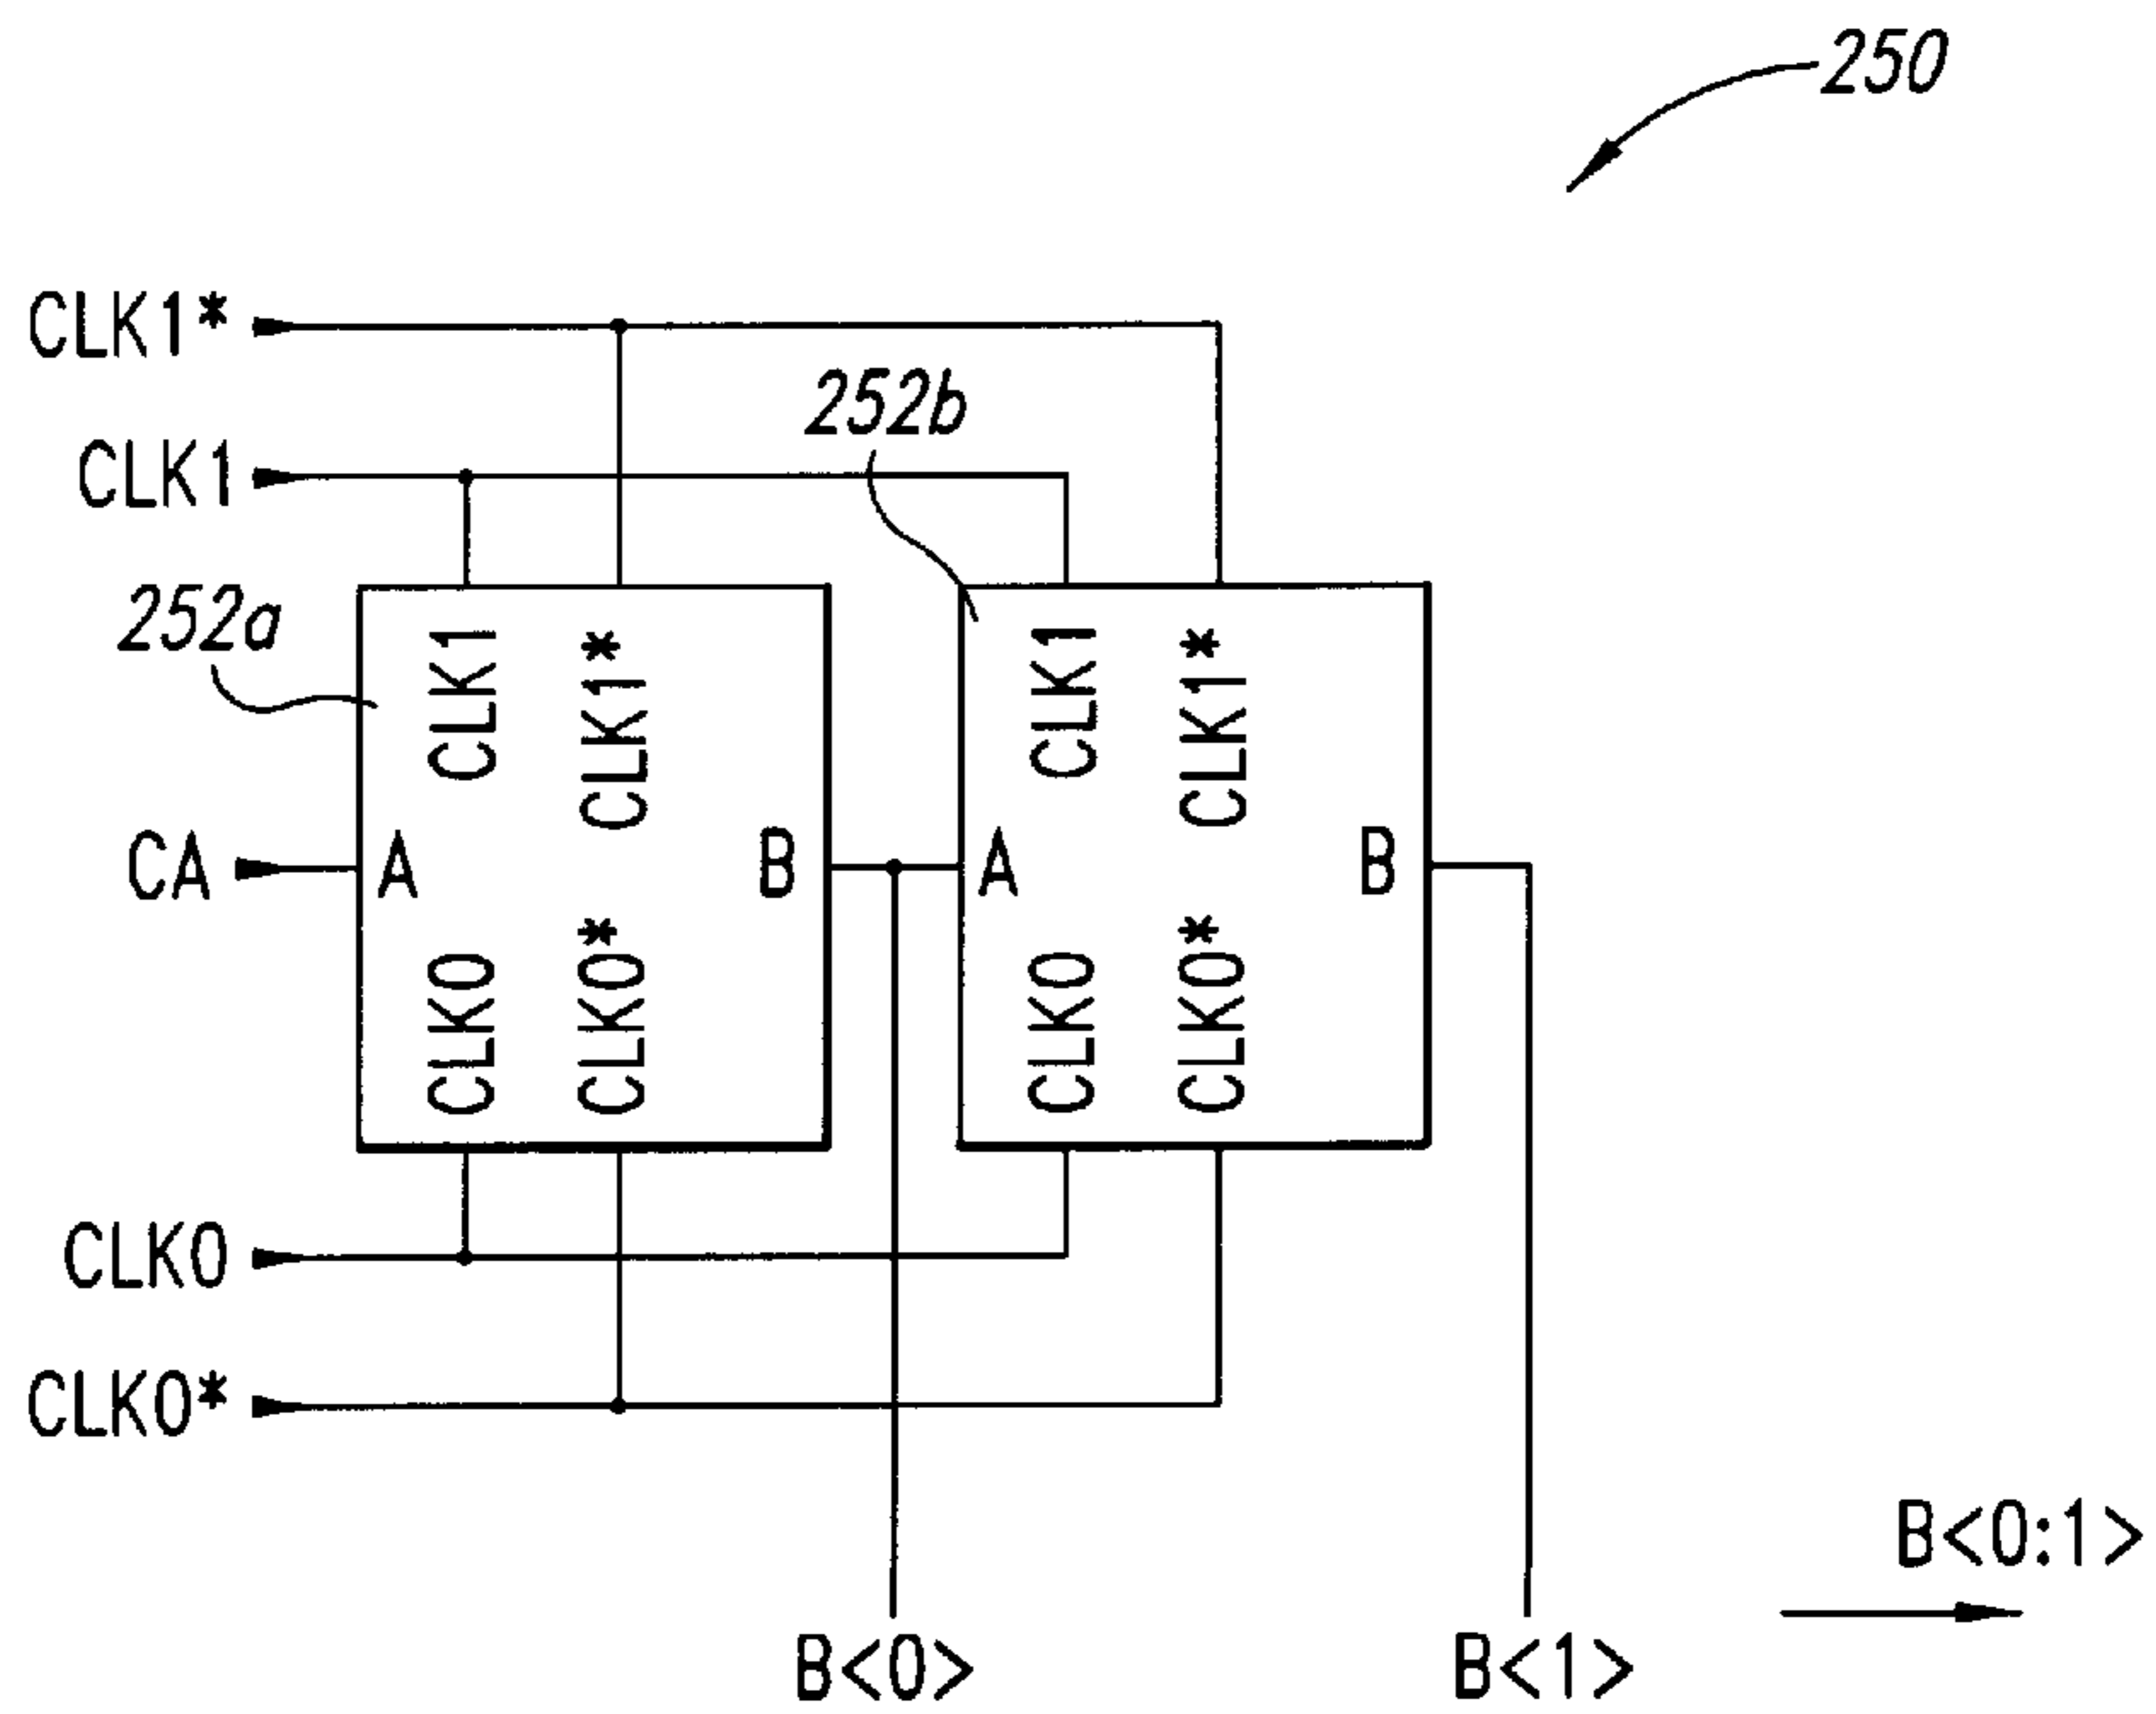 250
CLK1*
252b
CLK1
252a
CLK1
CLK1*
CLK1
CLK1*
CA
A
B
A
B
CLK0
CLK0*
CLK0
CLK0*
CLK0
CLK0*
B<0:1>
B<0>
B<1>